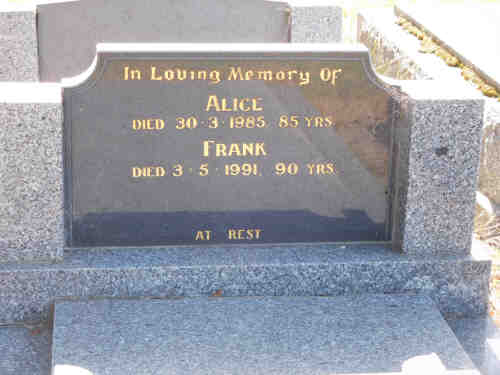 In Loving Memory Of
ALICE
DIED 30·3·1985, 85 YRS
FRANK
DIED 3·5·1991, 90 YRS
AT REST